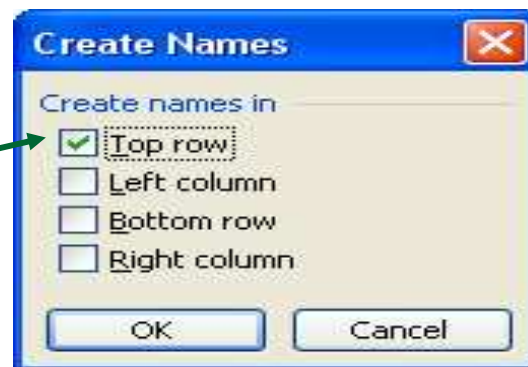 Create Names
Create names in
Top row
Left column
Bottom row
Right column
OK Cancel